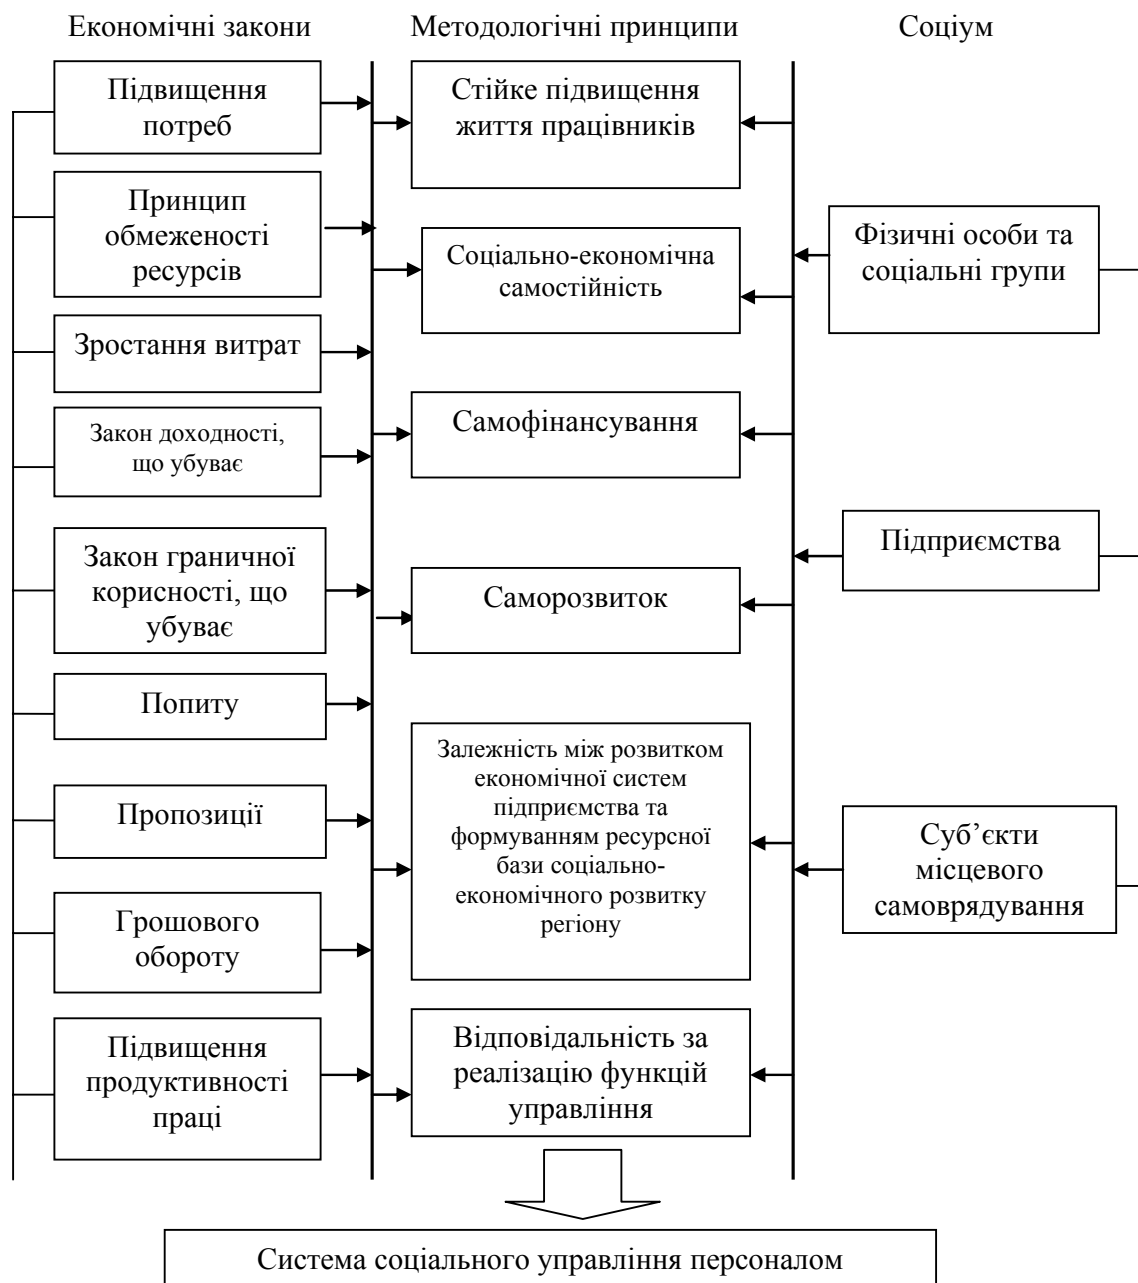 Економічні закони
Методологічні принципи
Соціум
Підвищення
потреб
Принцип
обмеженості
ресурсів
Зростання витрат
Закон доходності,
що убуває
Закон граничної
корисності, що
убуває
Попиту
Пропозиції
Грошового
обороту
Підвищення
продуктивності
праці
Стійке підвищення
життя працівників
Соціально-економічна
самостійність
Самофінансування
Саморозвиток
Залежність між розвитком
економічної систем
підприємства та
формуванням ресурсної
бази соціально-
економічного розвитку
регіону
Відповідальність за
реалізацію функцій
управління
Фізичні особи та
соціальні групи
Підприємства
Суб’єкти
місцевого
самоврядування
Система соціального управління персоналом